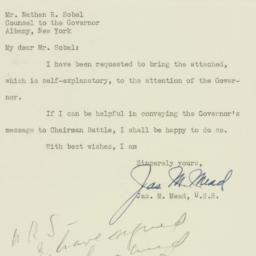 Mr. Nathan R. Sobel
Counsel to the Governor
Albany, New York
My dear Mr. Sobel:
I have been requested to bring the attached,
which is self-explanatory, to the attention of the Gover-
nor.
If I can be helpful in conveying the Governor's
message to Chairman Battle, I shall be happy to do so.
With best wishes, I am
Sincerely yours,
Jas M. Mead
Jas. M. Mead, U.S.S.
N R S-
I have signed